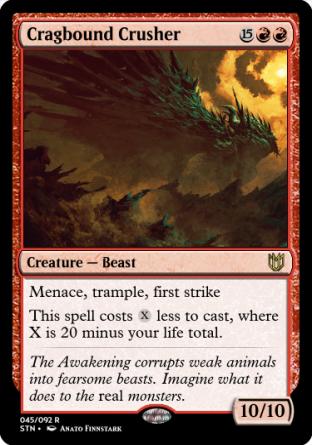 Cragbound Crusher 15
Creature — Beast
Menace, trample, first strike
This spell costs X less to cast, where
X is 20 minus your life total.
The Awakening corrupts weak animals
into fearsome beasts. Imagine what it
does to the real monsters.
10/10
045/092 R
STN • Anato Finnstark